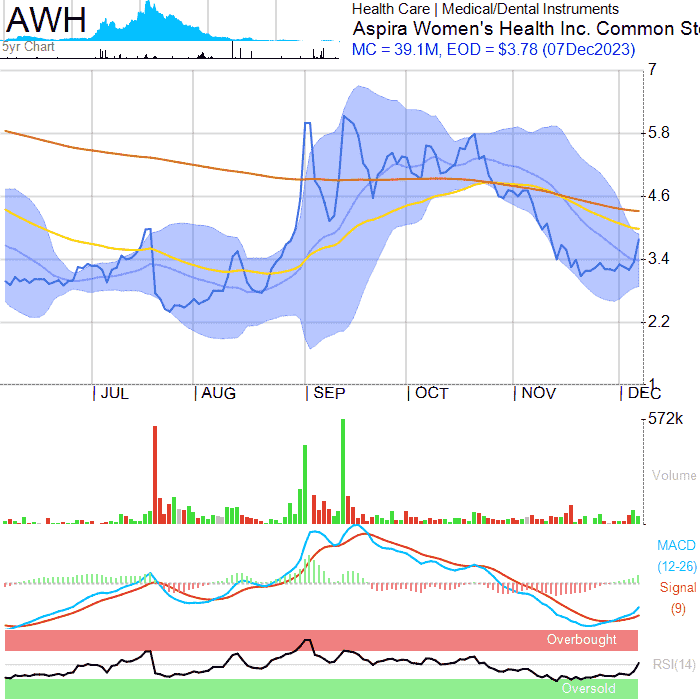 AWH
5yr Chart
Health Care | Medical/Dental Instruments
Aspira Women's Health Inc. Common Sto
MC = 39.1M, EOD = $3.78 (07Dec2023)
7
5.8
4.6
3.4
2.2
1
JUL AUG SEP OCT NOV DEC
572k
Volume
MACD
(12-26)
Signal
(9)
Overbought
RSI(14)
Oversold